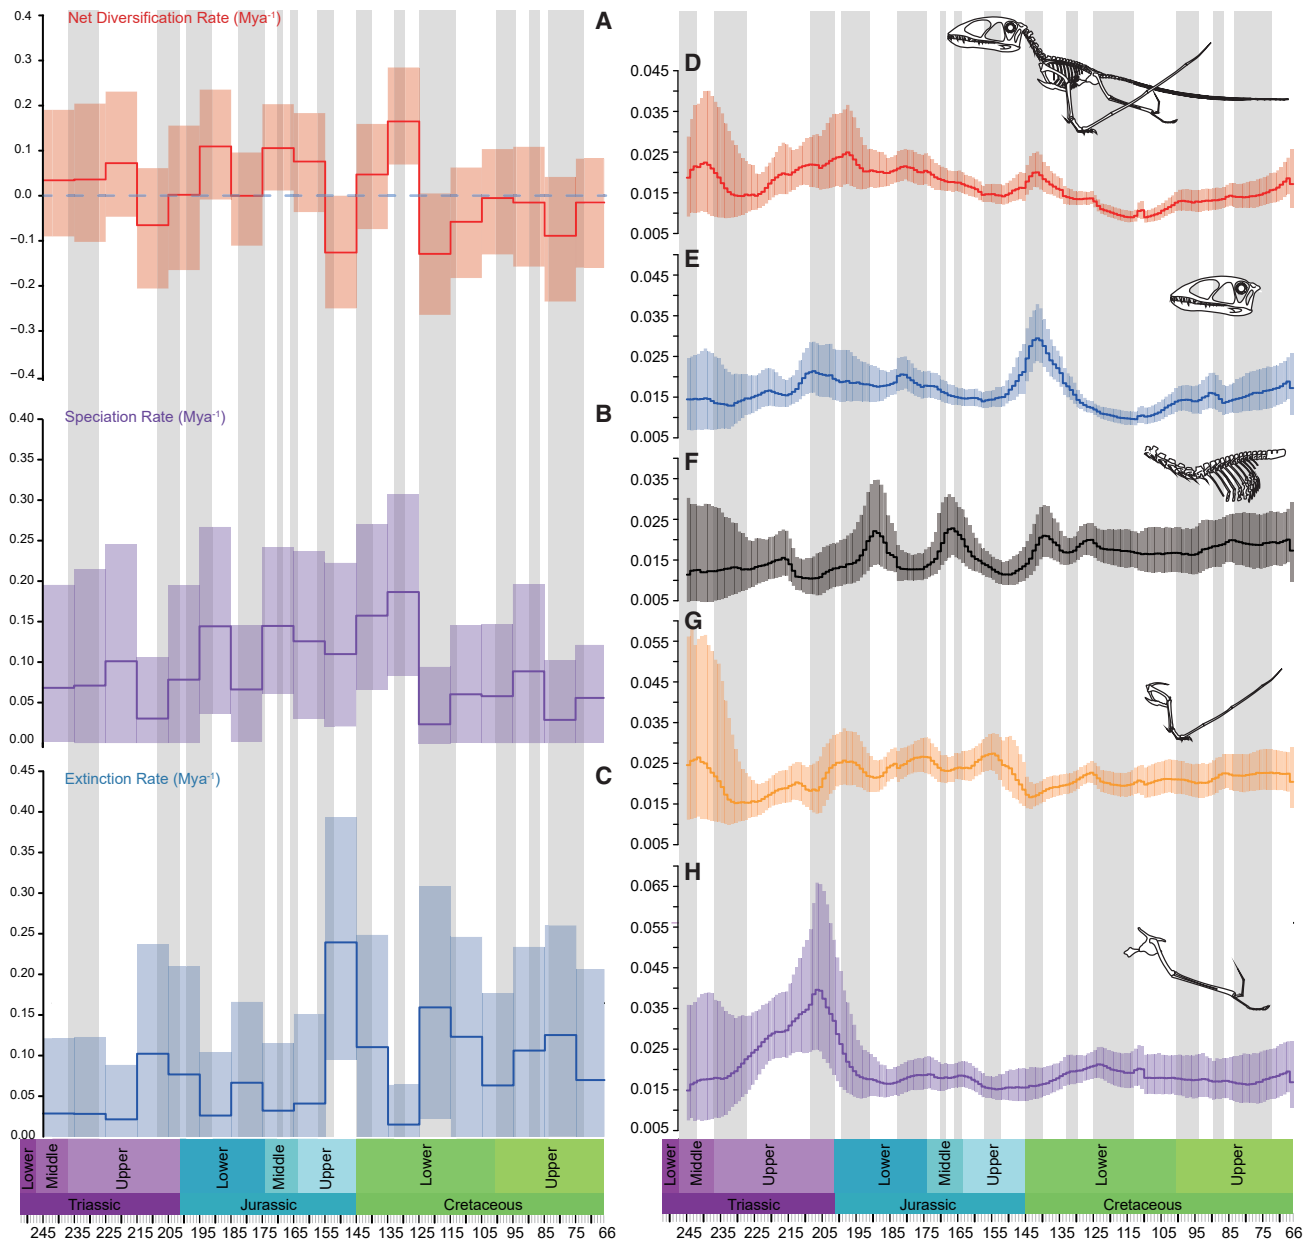 A
Net Diversification Rate (Mya⁻¹)
0.4
0.3
0.2
0.1
0.0
−0.1
−0.2
−0.3
−0.4
B
Speciation Rate (Mya⁻¹)
0.40
0.35
0.30
0.25
0.20
0.15
0.10
0.05
0.00
C
Extinction Rate (Mya⁻¹)
0.45
0.40
0.35
0.30
0.25
0.20
0.15
0.10
0.05
0.00
Lower
Middle
Upper
Lower
Middle
Upper
Lower
Upper
Triassic
Jurassic
Cretaceous
245 235 225 215 205 195 185 175 165 155 145 135 125 115 105 95 85 75 66
D
0.045
0.035
0.025
0.015
0.005
E
0.045
0.035
0.025
0.015
0.005
F
0.035
0.025
0.015
0.005
G
0.055
0.045
0.035
0.025
0.015
0.005
H
0.065
0.055
0.045
0.035
0.025
0.015
0.005
Lower
Middle
Upper
Lower
Middle
Upper
Lower
Upper
Triassic
Jurassic
Cretaceous
245 235 225 215 205 195 185 175 165 155 145 135 125 115 105 95 85 75 66